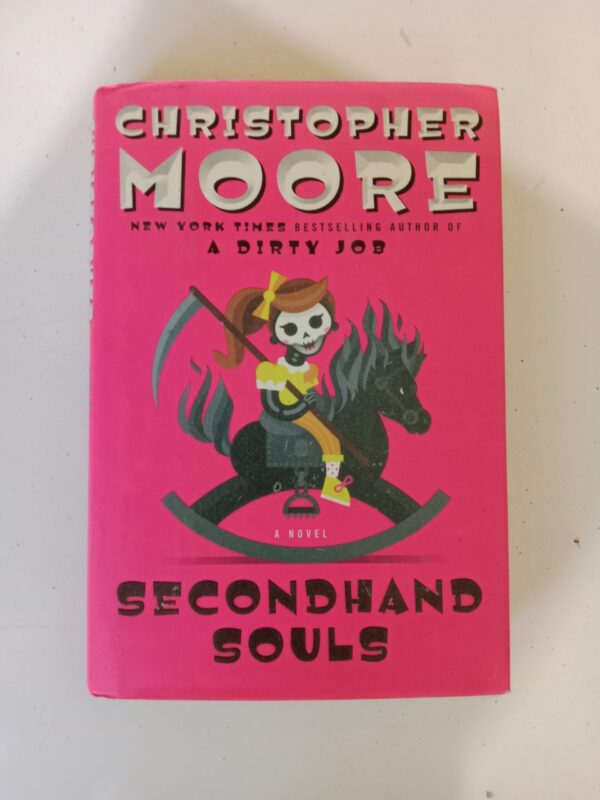 CHRISTOPHER
MOORE
NEW YORK TIMES BESTSELLING AUTHOR OF
A DIRTY JOB
A NOVEL
SECONDHAND
SOULS